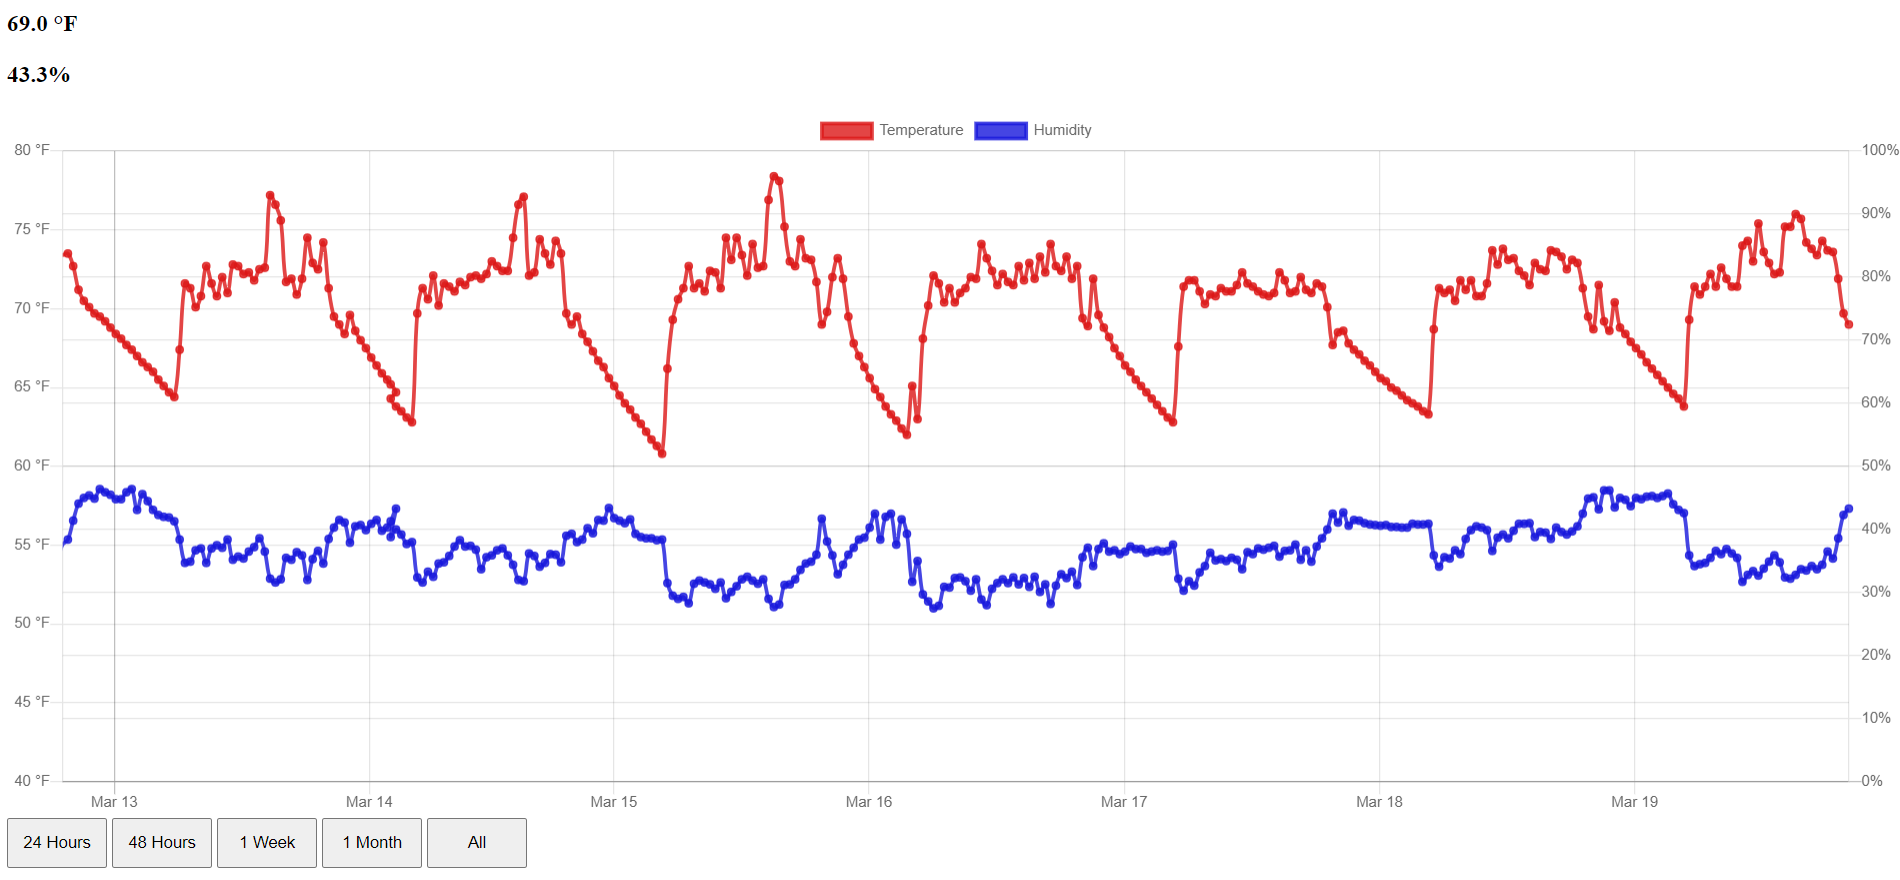 69.0 °F
43.3%
Temperature Humidity
80 °F 100%
90%
75 °F
80%
70 °F
70%
65 °F
60%
60 °F 50%
55 °F 40%
30%
50 °F
20%
45 °F
10%
40 °F 0%
Mar 13 Mar 14 Mar 15 Mar 16 Mar 17 Mar 18 Mar 19
24 Hours 48 Hours 1 Week 1 Month All